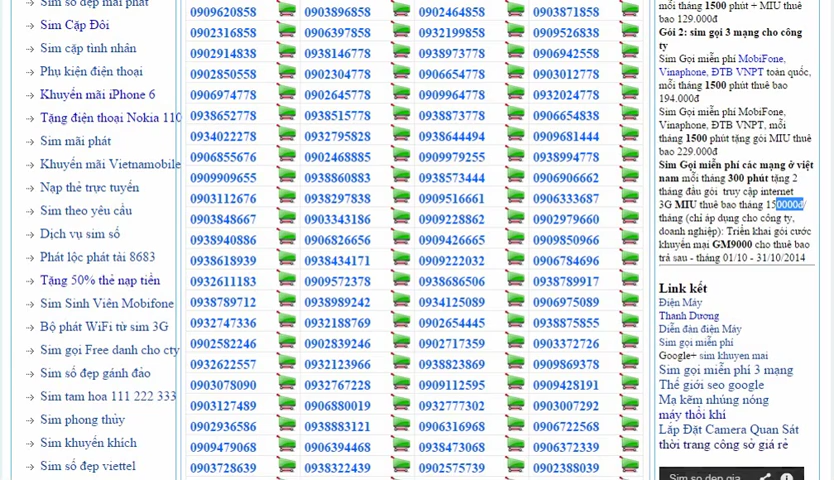 Sim số đẹp mãi phát
Sim Cặp Đôi
Sim cặp tình nhân
Phụ kiện điện thoại
Khuyến mãi iPhone 6
Tặng điện thoại Nokia 110
Sim mãi phát
Khuyến mãi Vietnamobile
Nạp thẻ trực tuyến
Sim theo yêu cầu
Dịch vụ sim số
Phát lộc phát tài 8683
Tặng 50% thẻ nạp tiền
Sim Sinh Viên Mobifone
Bộ phát WiFi từ sim 3G
Sim gọi Free danh cho cty
Sim số đẹp gánh đảo
Sim tam hoa 111 222 333
Sim phong thủy
Sim khuyến khích
Sim số đẹp viettel
0909620858 0903896858 0902464858 0903871858
0902316858 0906397858 0932199858 0909526838
0902914838 0938146778 0938973778 0906942558
0902850558 0902304778 0906654778 0903012778
0906974778 0902645778 0909964778 0932024778
0938652778 0938515778 0938873778 0906654838
0934022278 0932795828 0938644494 0909681444
0906855676 0902468885 0909979255 0938994778
0909909655 0938860883 0938573444 0906906662
0903112676 0938297838 0909516661 0906333687
0903848667 0903343186 0909228862 0902979660
0938940886 0906826656 0909426665 0909850966
0938618939 0938434171 0909222032 0906784696
0932611183 0909572378 0938686506 0938789917
0938789712 0938989242 0934125089 0906975089
0932747336 0932188769 0902654445 0938875855
0902582246 0902839246 0902717359 0903372726
0932622557 0932123966 0938823869 0909869378
0903078090 0932767228 0909112595 0909428191
0903127489 0906880019 0932777302 0903007292
0902936586 0938883121 0906316968 0906722568
0909479068 0906394468 0938473068 0906372339
0903728639 0938322439 0902575739 0902388039
mỗi tháng 1500 phút + MIU thuê
bao 129.000đ
Gói 2: sim gọi 3 mạng cho công
ty
Sim Gọi miễn phí MobiFone,
Vinaphone, ĐTB VNPT toàn quốc,
mỗi tháng 1500 phút thuê bao
194.000đ
Sim Gọi miễn phí MobiFone,
Vinaphone, ĐTB VNPT, mỗi
tháng 1500 phút tặng gói MIU thuê
bao 229.000đ
Sim Gọi miễn phí các mạng ở việt
nam mỗi tháng 300 phút tặng 2
tháng đầu gói truy cập internet
3G MIU thuê bao tháng 150000đ/
tháng (chỉ áp dụng cho công ty,
doanh nghiệp): Triển khai gói cước
khuyến mại GM9000 cho thuê bao
trả sau - tháng 01/10 - 31/10/2014
Link kết
Điện Máy
Thanh Dương
Diễn đàn điện Máy
Sim gọi miễn phí
Google+ sim khuyen mai
Sim gọi miễn phí 3 mạng
Thế giới seo google
Mạ kẽm nhúng nóng
máy thổi khí
Lắp Đặt Camera Quan Sát
thời trang công sở giá rẻ
Sim so dep gia